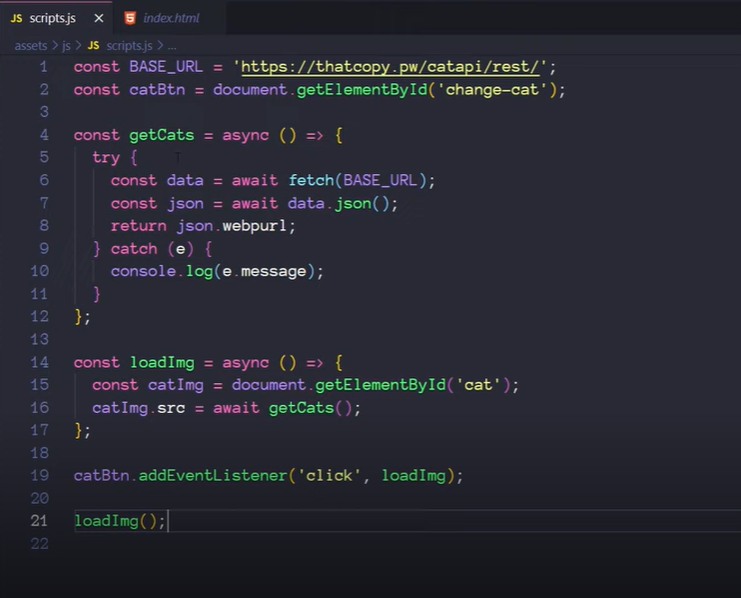 JS scripts.js × index.html
assets > js > JS scripts.js > ...
1 const BASE_URL = 'https://thatcopy.pw/catapi/rest/';
2 const catBtn = document.getElementById('change-cat');
3
4 const getCats = async () => {
5 try {
6 const data = await fetch(BASE_URL);
7 const json = await data.json();
8 return json.webpurl;
9 } catch (e) {
10 console.log(e.message);
11 }
12 };
13
14 const loadImg = async () => {
15 const catImg = document.getElementById('cat');
16 catImg.src = await getCats();
17 };
18
19 catBtn.addEventListener('click', loadImg);
20
21 loadImg();
22